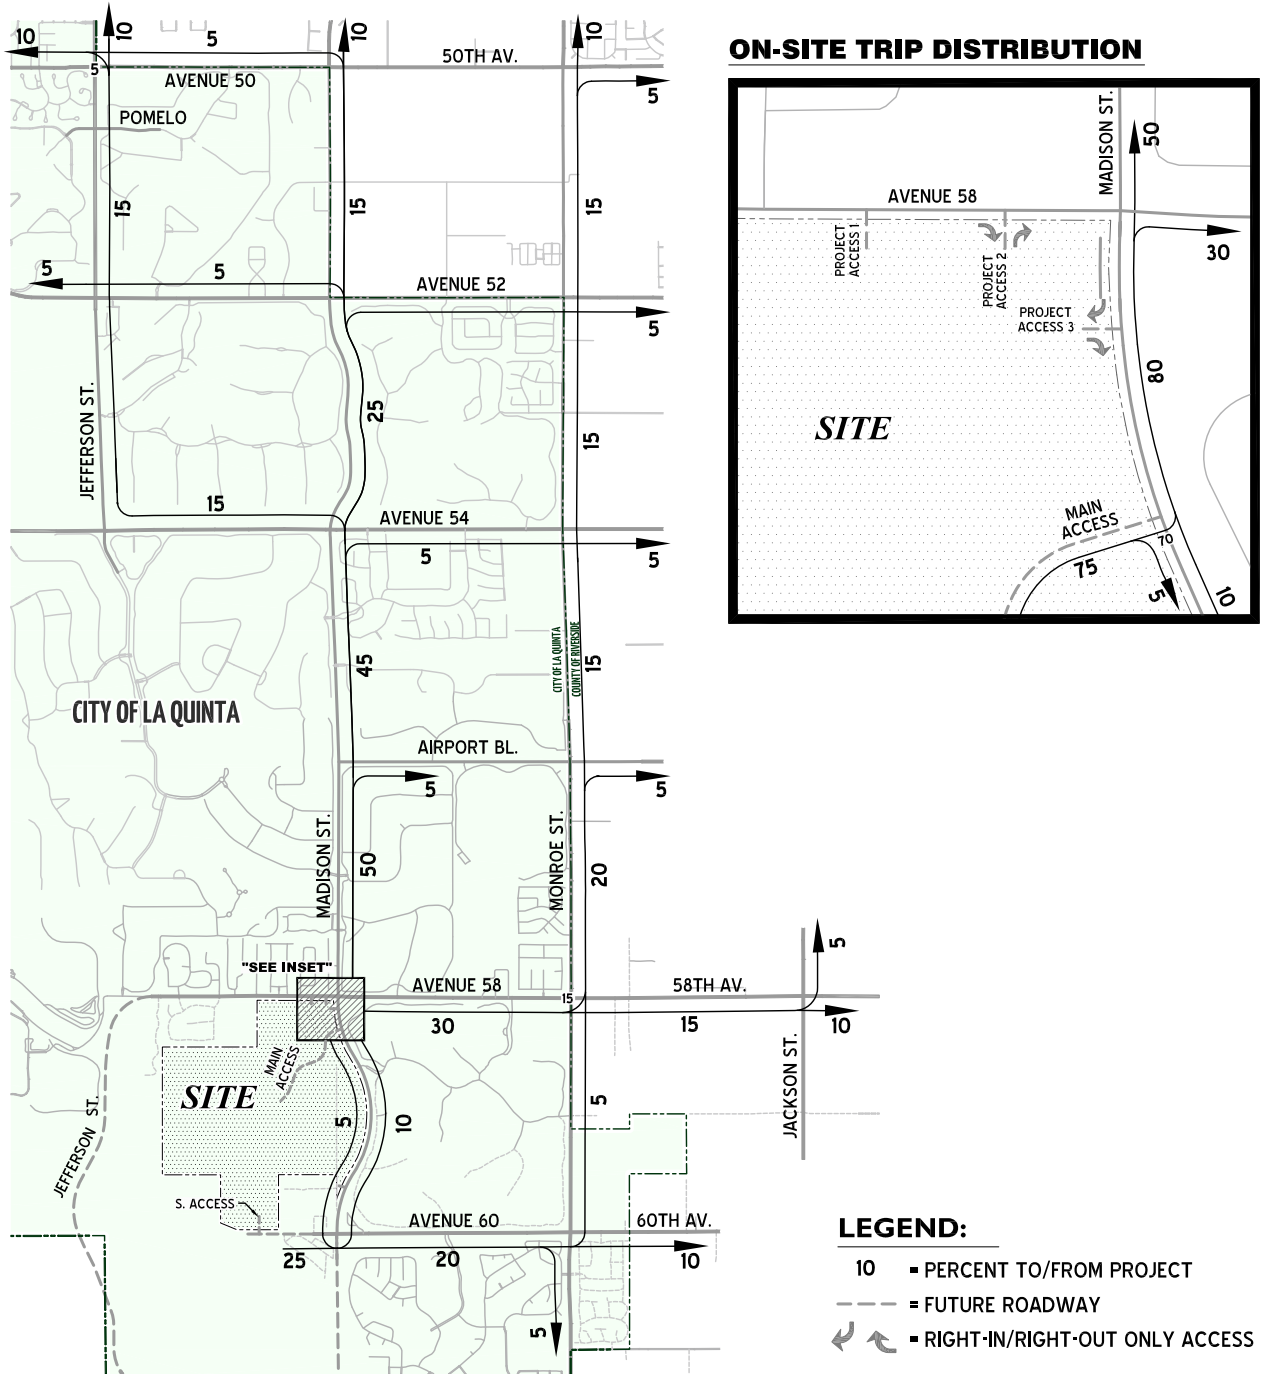 10
10
5
10
10
50TH AV.
5
AVENUE 50
5
POMELO
15
15
15
5
5
AVENUE 52
5
JEFFERSON ST.
25
15
15
AVENUE 54
5
5
45
CITY OF LA QUINTA
COUNTY OF RIVERSIDE
15
CITY OF LA QUINTA
AIRPORT BL.
5
5
MADISON ST.
50
MONROE ST.
20
"SEE INSET"
AVENUE 58
15
58TH AV.
5
30
15
10
MAIN
ACCESS
SITE
JEFFERSON ST.
5
10
5
JACKSON ST.
S. ACCESS
AVENUE 60
60TH AV.
25
20
10
5
ON-SITE TRIP DISTRIBUTION
MADISON ST.
50
AVENUE 58
30
PROJECT
ACCESS 1
PROJECT
ACCESS 2
PROJECT
ACCESS 3
80
SITE
MAIN
ACCESS
70
75
5
10
LEGEND:
10 = PERCENT TO/FROM PROJECT
= FUTURE ROADWAY
= RIGHT-IN/RIGHT-OUT ONLY ACCESS